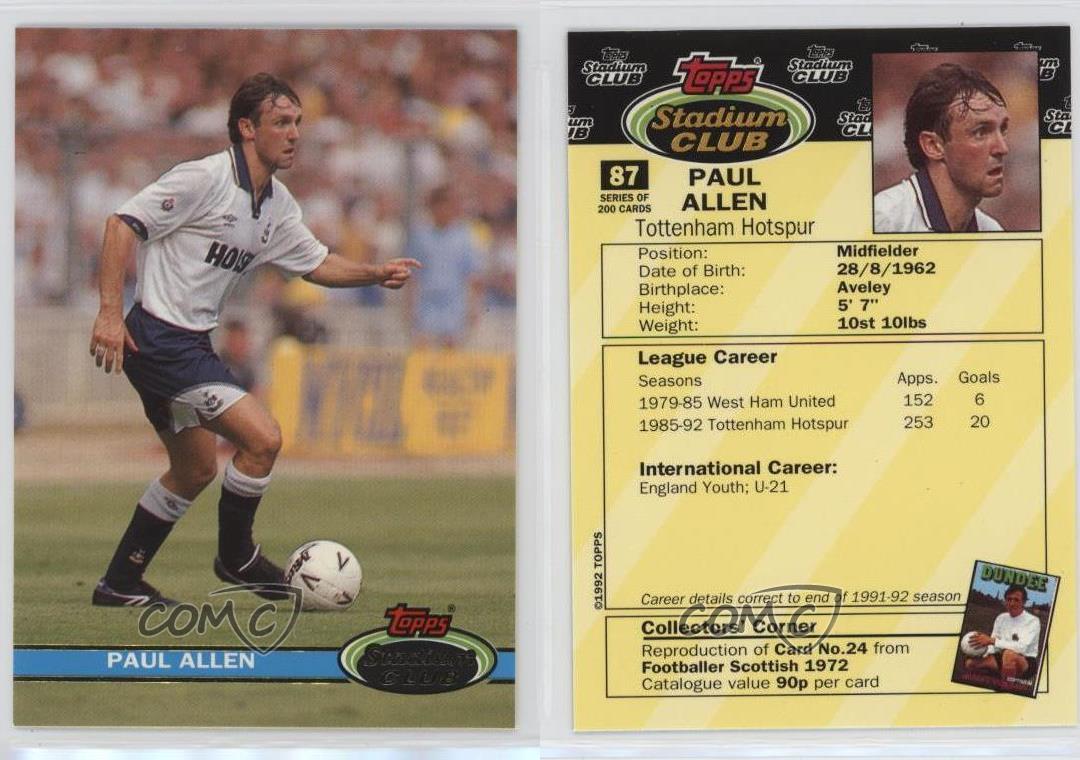 HOLS
COMC
PAUL ALLEN
Topps
Stadium
CLUB
Topps
Stadium
CLUB
Topps
Stadium
CLUB
Topps
Stadium
CLUB
87
SERIES OF
200 CARDS
PAUL
ALLEN
Tottenham Hotspur
Position: Midfielder
Date of Birth: 28/8/1962
Birthplace: Aveley
Height: 5' 7"
Weight: 10st 10lbs
League Career
Seasons Apps. Goals
1979-85 West Ham United 152 6
1985-92 Tottenham Hotspur 253 20
International Career:
England Youth; U-21
©1992 TOPPS
Career details correct to end of 1991-92 season
COMC
DUNDEE
Collectors' Corner
Reproduction of Card No.24 from
Footballer Scottish 1972
Catalogue value 90p per card